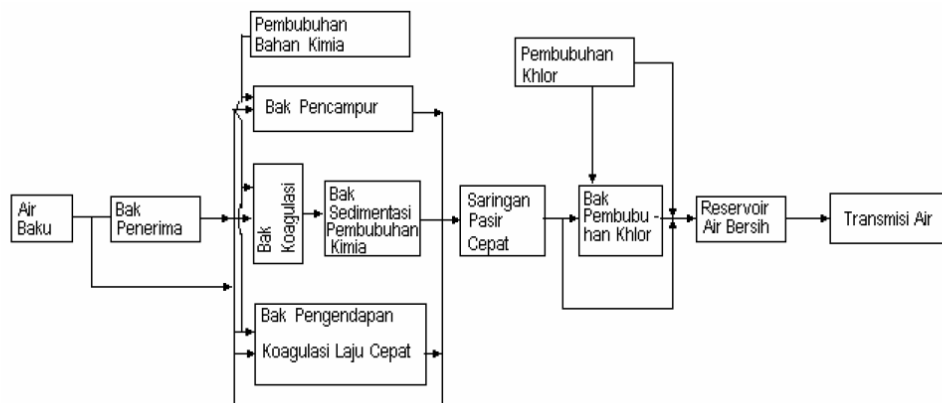 Pembubuhan
Bahan Kimia
Pembubuhan
Khlor
Bak Pencampur
Air
Baku
Bak
Penerima
Bak
Koagulasi
Bak
Sedimentasi
Pembubuhan
Kimia
Saringan
Pasir
Cepat
Bak
Pembubu -
han Khlor
Reservoir
Air Bersih
Transmisi Air
Bak Pengendapan
Koagulasi Laju Cepat